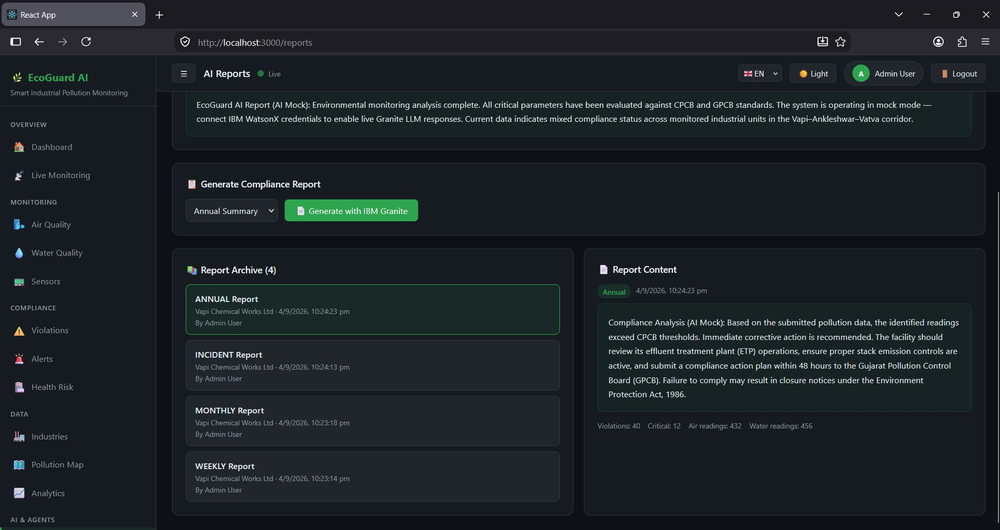 React App
http://localhost:3000/reports
EcoGuard AI
Smart Industrial Pollution Monitoring
OVERVIEW
Dashboard
Live Monitoring
MONITORING
Air Quality
Water Quality
Sensors
COMPLIANCE
Violations
Alerts
Health Risk
DATA
Industries
Pollution Map
Analytics
AI & AGENTS
AI Reports
Live
EN
Light
A
Admin User
Logout
EcoGuard AI Report (AI Mock): Environmental monitoring analysis complete. All critical parameters have been evaluated against CPCB and GPCB standards. The system is operating in mock mode —
connect IBM WatsonX credentials to enable live Granite LLM responses. Current data indicates mixed compliance status across monitored industrial units in the Vapi–Ankleshwar–Vatva corridor.
Generate Compliance Report
Annual Summary
Generate with IBM Granite
Report Archive (4)
ANNUAL Report
Vapi Chemical Works Ltd · 4/9/2026, 10:24:23 pm
By Admin User
INCIDENT Report
Vapi Chemical Works Ltd · 4/9/2026, 10:24:13 pm
By Admin User
MONTHLY Report
Vapi Chemical Works Ltd · 4/9/2026, 10:23:18 pm
By Admin User
WEEKLY Report
Vapi Chemical Works Ltd · 4/9/2026, 10:23:14 pm
By Admin User
Report Content
Annual
4/9/2026, 10:24:23 pm
Compliance Analysis (AI Mock): Based on the submitted pollution data, the identified readings
exceed CPCB thresholds. Immediate corrective action is recommended. The facility should
review its effluent treatment plant (ETP) operations, ensure proper stack emission controls are
active, and submit a compliance action plan within 48 hours to the Gujarat Pollution Control
Board (GPCB). Failure to comply may result in closure notices under the Environment
Protection Act, 1986.
Violations: 40 Critical: 12 Air readings: 432 Water readings: 456